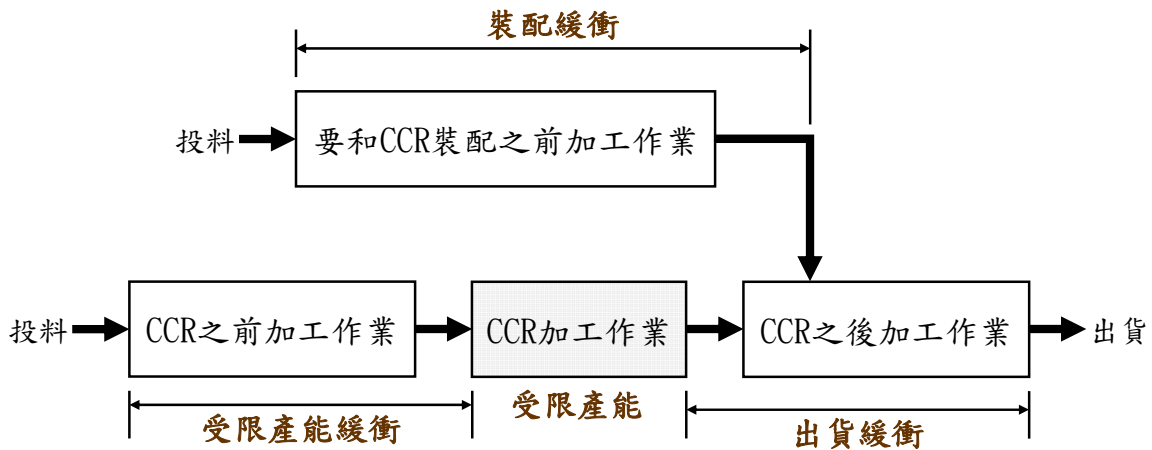 裝配緩衝
投料
要和CCR裝配之前加工作業
投料
CCR之前加工作業
CCR加工作業
CCR之後加工作業
出貨
受限產能緩衝
受限產能
出貨緩衝